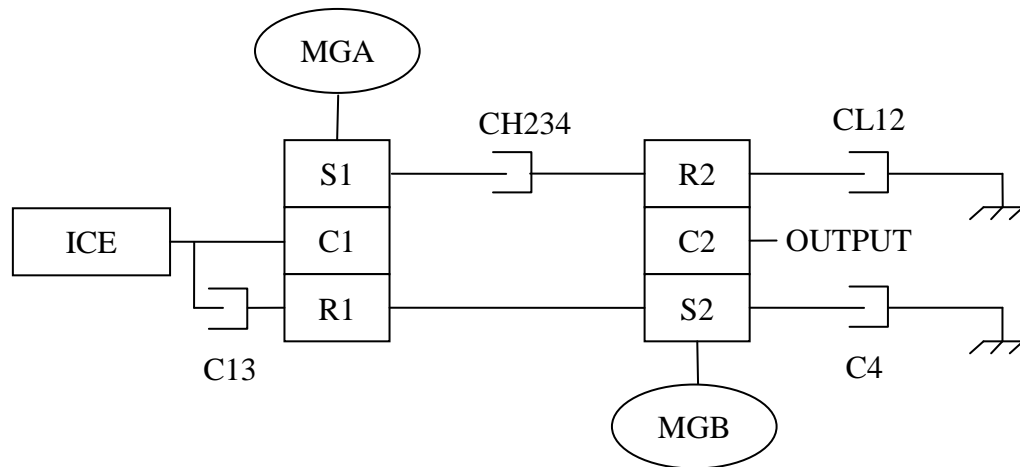 MGA
CH234
CL12
S1
R2
ICE
C1
C2
OUTPUT
R1
S2
C13
C4
MGB